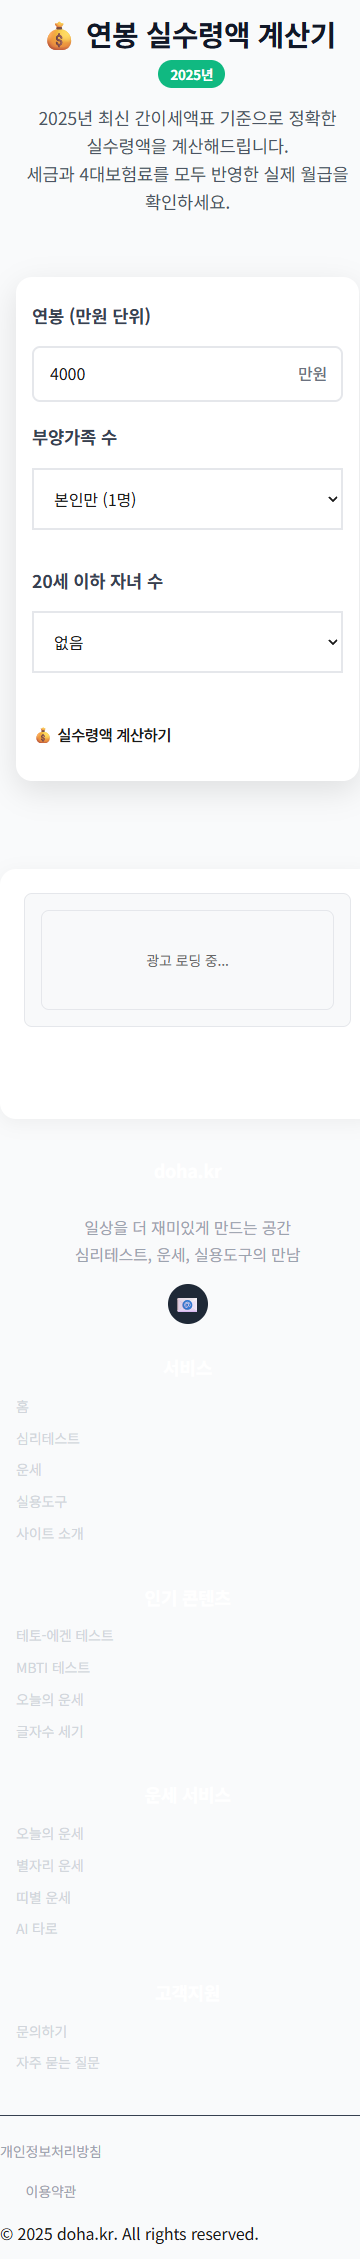 💰 연봉 실수령액 계산기
2025년
2025년 최신 간이세액표 기준으로 정확한
실수령액을 계산해드립니다.
세금과 4대보험료를 모두 반영한 실제 월급을
확인하세요.
연봉 (만원 단위)
4000 만원
부양가족 수
본인만 (1명)
20세 이하 자녀 수
없음
💰 실수령액 계산하기
광고 로딩 중...
doha.kr
일상을 더 재미있게 만드는 공간
심리테스트, 운세, 실용도구의 만남
서비스
홈
심리테스트
운세
실용도구
사이트 소개
인기 콘텐츠
테토-에겐 테스트
MBTI 테스트
오늘의 운세
글자수 세기
운세 서비스
오늘의 운세
별자리 운세
띠별 운세
AI 타로
고객지원
문의하기
자주 묻는 질문
개인정보처리방침
이용약관
© 2025 doha.kr. All rights reserved.